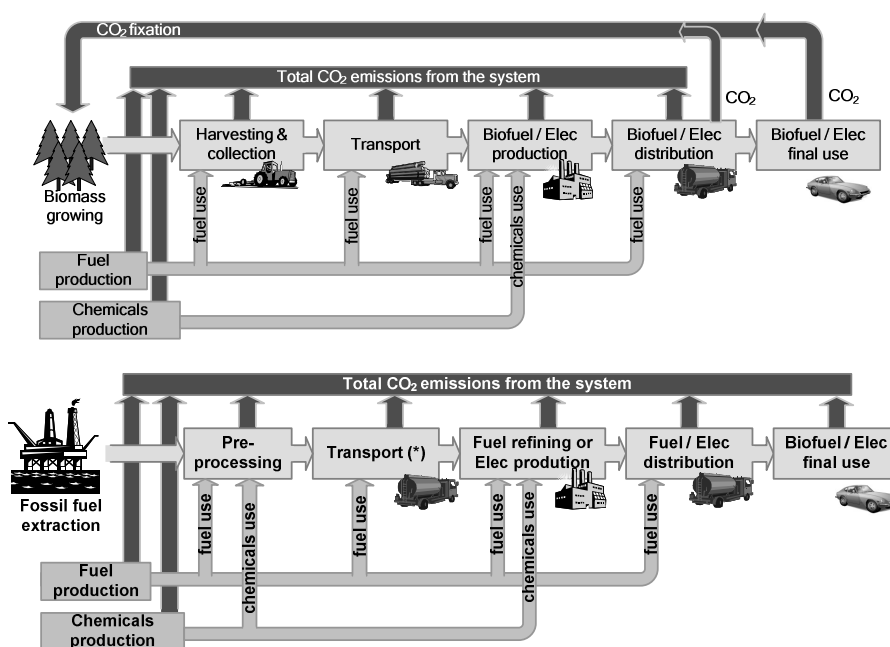 CO2 fixation
Total CO2 emissions from the system
CO2
CO2
Harvesting &
collection
Transport
Biofuel / Elec
production
Biofuel / Elec
distribution
Biofuel / Elec
final use
Biomass
growing
fuel use
fuel use
fuel use
chemicals use
fuel use
Fuel
production
Chemicals
production
Total CO2 emissions from the system
Pre-
processing
Transport (*)
Fuel refining or
Elec prodution
Fuel / Elec
distribution
Biofuel / Elec
final use
Fossil fuel
extraction
fuel use
chemicals use
fuel use
fuel use
chemicals use
fuel use
Fuel
production
Chemicals
production